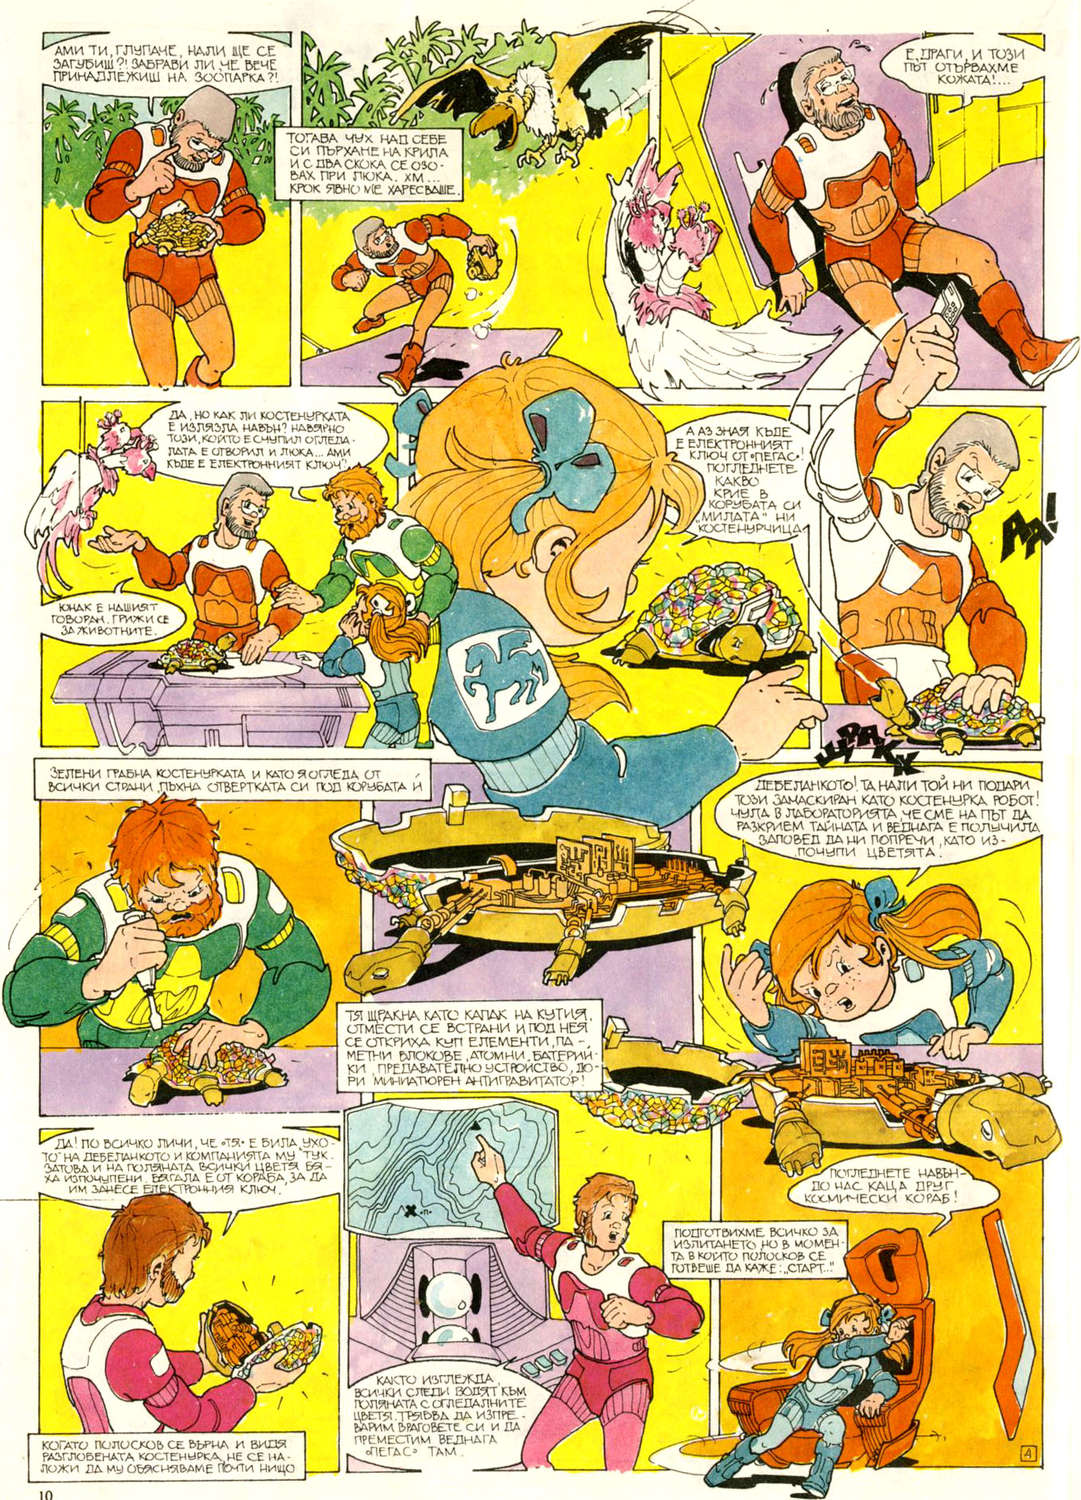 АМИ ТИ, ГЛУПАЧЕ, НАЛИ ЩЕ СЕ
ЗАГУБИШ?! ЗАБРАВИ ЛИ, ЧЕ ВЕЧЕ
ПРИНАДЛЕЖИШ НА ЗООПАРКА?!
ТОГАВА ЧУХ НАД СЕБЕ
СИ ПЪРХАНЕ НА КРИЛА
И С ДВА СКОКА СЕ ОЗО-
ВАХ ПРИ ЛЮКА. ХМ...
КРОК ЯВНО МЕ ХАРЕСВАШЕ.
Е, ДРАГИ, И ТОЗИ
ПЪТ ОТЪРВАХМЕ
КОЖАТА!...
ДА, НО КАК ЛИ КОСТЕНУРКАТА
Е ИЗЛЯЗЛА НАВЪН? НАВЯРНО
ТОЗИ, КОЙТО Е СЧУПИЛ ОГЛЕДА-
ЛАТА Е ОТВОРИЛ И ЛЮКА... АМИ
КЪДЕ Е ЕЛЕКТРОННИЯТ КЛЮЧ?
ЮНАК Е НАШИЯТ
ГОВОРАН. ГРИЖИ СЕ
ЗА ЖИВОТНИТЕ.
А АЗ ЗНАЯ КЪДЕ
Е ЕЛЕКТРОННИЯТ
КЛЮЧ ОТ «ПЕГАС»!
ПОГЛЕДНЕТЕ
КАКВО
КРИЕ В
КОРУБАТА СИ
„МИЛАТА“ НИ
КОСТЕНУРЧИЦА
АА!
ЩРАКК
ЗЕЛЕНИ ГРАБНА КОСТЕНУРКАТА И КАТО Я ОГЛЕДА ОТ
ВСИЧКИ СТРАНИ, ПЪХНА ОТВЕРТКАТА СИ ПОД КОРУБАТА Й
ДЕБЕЛАНКОТО! ТА НАЛИ ТОЙ НИ ПОДАРИ
ТОЗИ ЗАМАСКИРАН КАТО КОСТЕНУРКА РОБОТ!
ЧУЛА В ЛАБОРАТОРИЯТА, ЧЕ СМЕ НА ПЪТ ДА
РАЗКРИЕМ ТАЙНАТА И ВЕДНАГА Е ПОЛУЧИЛА
ЗАПОВЕД ДА НИ ПОПРЕЧИ, КАТО ИЗ-
ПОЧУПИ ЦВЕТЯТА.
ТЯ ЩРАКНА КАТО КАПАК НА КУТИЯ,
ОТМЕСТИ СЕ ВСТРАНИ И ПОД НЕЯ
СЕ ОТКРИХА КУП ЕЛЕМЕНТИ, ПА-
МЕТНИ БЛОКОВЕ, АТОМНИ БАТЕРИЙ-
КИ, ПРЕДАВАТЕЛНО УСТРОЙСТВО, ДО-
РИ МИНИАТЮРЕН АНТИГРАВИТАТОР!
ДА! ПО ВСИЧКО ЛИЧИ, ЧЕ «ТЯ» Е БИЛА «УХО-
ТО» НА ДЕБЕЛАНКОТО И КОМПАНИЯТА МУ ТУК.
ЗАТОВА И НА ПОЛЯНАТА ВСИЧКИ ЦВЕТЯ БЯ-
ХА ИЗПОЧУПЕНИ. БЯГАЛА Е ОТ КОРАБА, ЗА ДА
ИМ ЗАНЕСЕ ЕЛЕКТРОННИЯ КЛЮЧ.
КОГАТО ПОЛОСКОВ СЕ ВЪРНА И ВИДЯ
РАЗГЛОБЕНАТА КОСТЕНУРКА, НЕ СЕ НА-
ЛОЖИ ДА МУ ОБЯСНЯВАМЕ ПОЧТИ НИЩО
«П»
КАКТО ИЗГЛЕЖДА,
ВСИЧКИ СЛЕДИ ВОДЯТ КЪМ
ПОЛЯНАТА С ОГЛЕДАЛНИТЕ
ЦВЕТЯ. ТРЯБВА ДА ИЗПРЕ-
ВАРИМ ВРАГОВЕТЕ СИ И ДА
ПРЕМЕСТИМ ВЕДНАГА
«ПЕГАС» ТАМ.
ПОГЛЕДНЕТЕ НАВЪН-
ДО НАС КАЦА ДРУГ
КОСМИЧЕСКИ КОРАБ!
ПОДГОТВИХМЕ ВСИЧКО ЗА
ИЗЛИТАНЕТО, НО В МОМЕН-
ТА В КОЙТО ПОЛОСКОВ СЕ
ГОТВЕШЕ ДА КАЖЕ: „СТАРТ...“
А
10